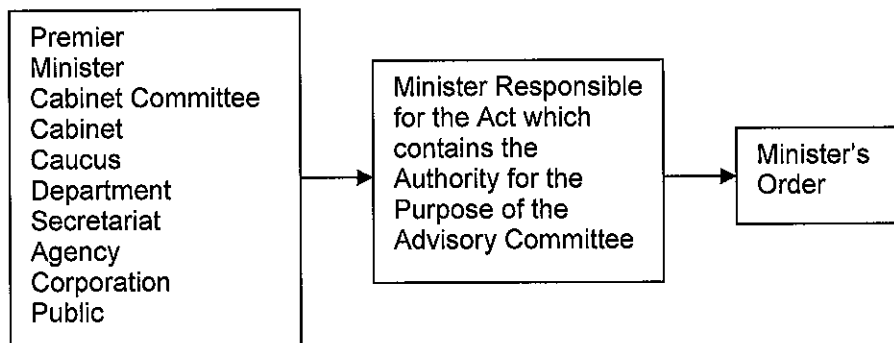 Premier
Minister
Cabinet Committee
Cabinet
Caucus
Department
Secretariat
Agency
Corporation
Public
Minister Responsible
for the Act which
contains the
Authority for the
Purpose of the
Advisory Committee
Minister's
Order